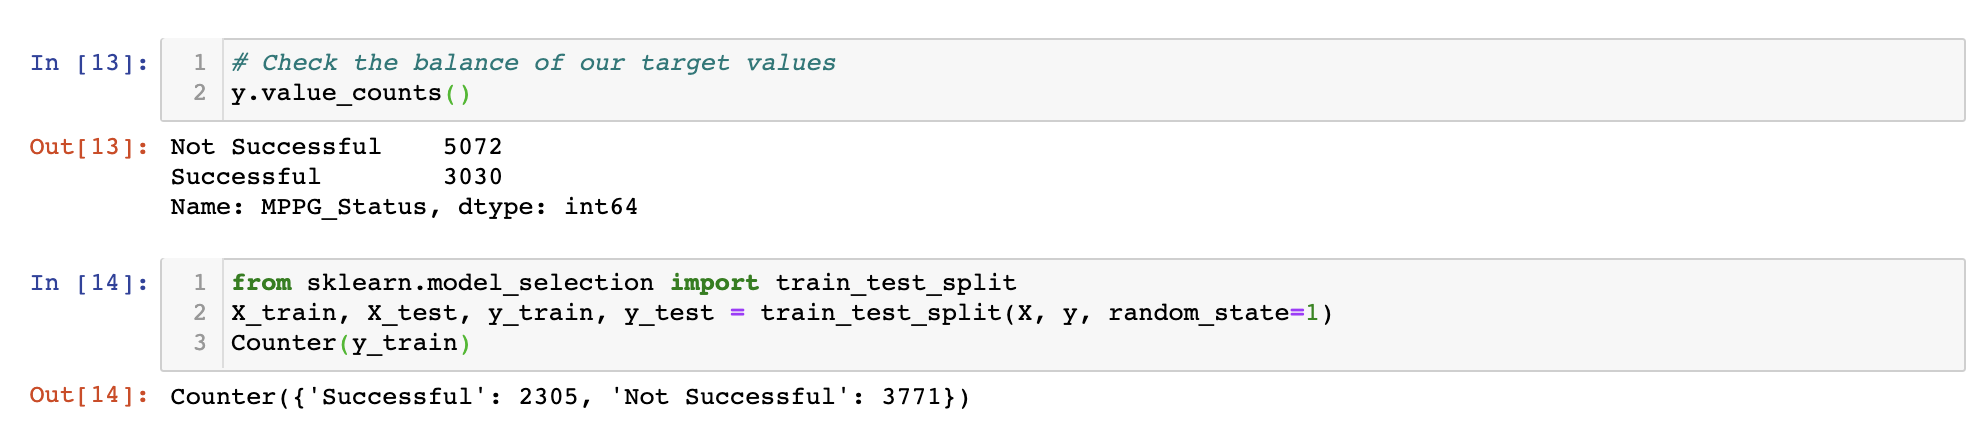 In [13]:
1 # Check the balance of our target values
2 y.value_counts()
Out[13]: Not Successful    5072
Successful        3030
Name: MPPG_Status, dtype: int64
In [14]:
1 from sklearn.model_selection import train_test_split
2 X_train, X_test, y_train, y_test = train_test_split(X, y, random_state=1)
3 Counter(y_train)
Out[14]: Counter({'Successful': 2305, 'Not Successful': 3771})